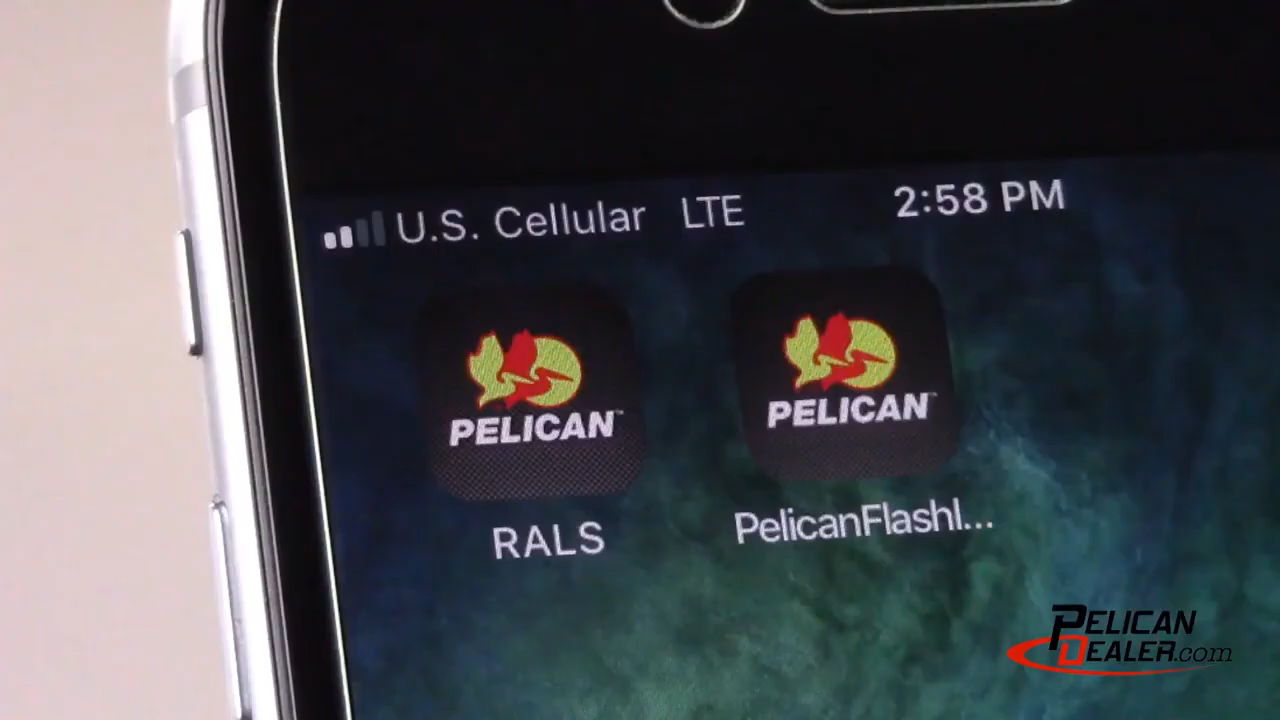 U.S. Cellular LTE 2:58 PM
PELICAN™ PELICAN™
RALS PelicanFlashl...
PELICAN
DEALER.com